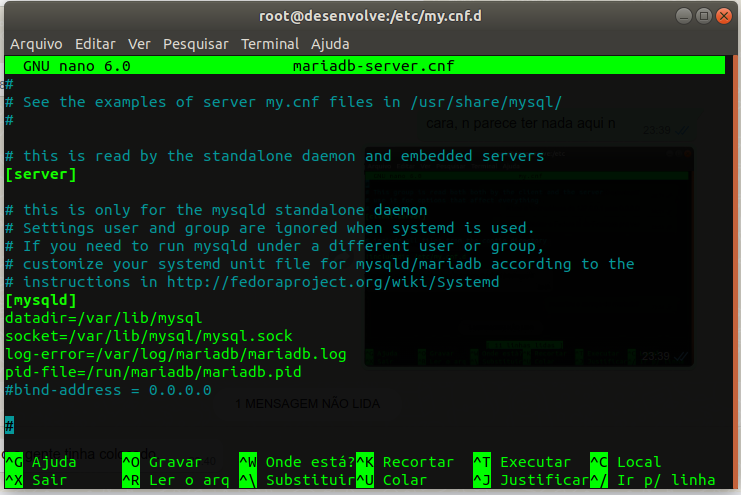 root@desenvolve:/etc/my.cnf.d
Arquivo Editar Ver Pesquisar Terminal Ajuda
GNU nano 6.0 mariadb-server.cnf
#
# See the examples of server my.cnf files in /usr/share/mysql/
#
cara. n parece ter nada aqui n
23:39
# this is read by the standalone daemon and embedded servers
[server]
# this is only for the mysqld standalone daemon
# Settings user and group are ignored when systemd is used.
# If you need to run mysqld under a different user or group,
# customize your systemd unit file for mysqld/mariadb according to the
# instructions in http://fedoraproject.org/wiki/Systemd
[mysqld]
datadir=/var/lib/mysql
socket=/var/lib/mysql/mysql.sock
log-error=/var/log/mariadb/mariadb.log
23:39
pid-file=/run/mariadb/mariadb.pid
#bind-address = 0.0.0.0
1 MENSAGEM NÃO LIDA
#
gente tinha
^G Ajuda ^O Gravar ^W Onde está? ^K Recortar ^T Executar ^C Local
^X Sair ^R Ler o arq ^\ Substituir ^U Colar ^J Justificar ^/ Ir p/ linha